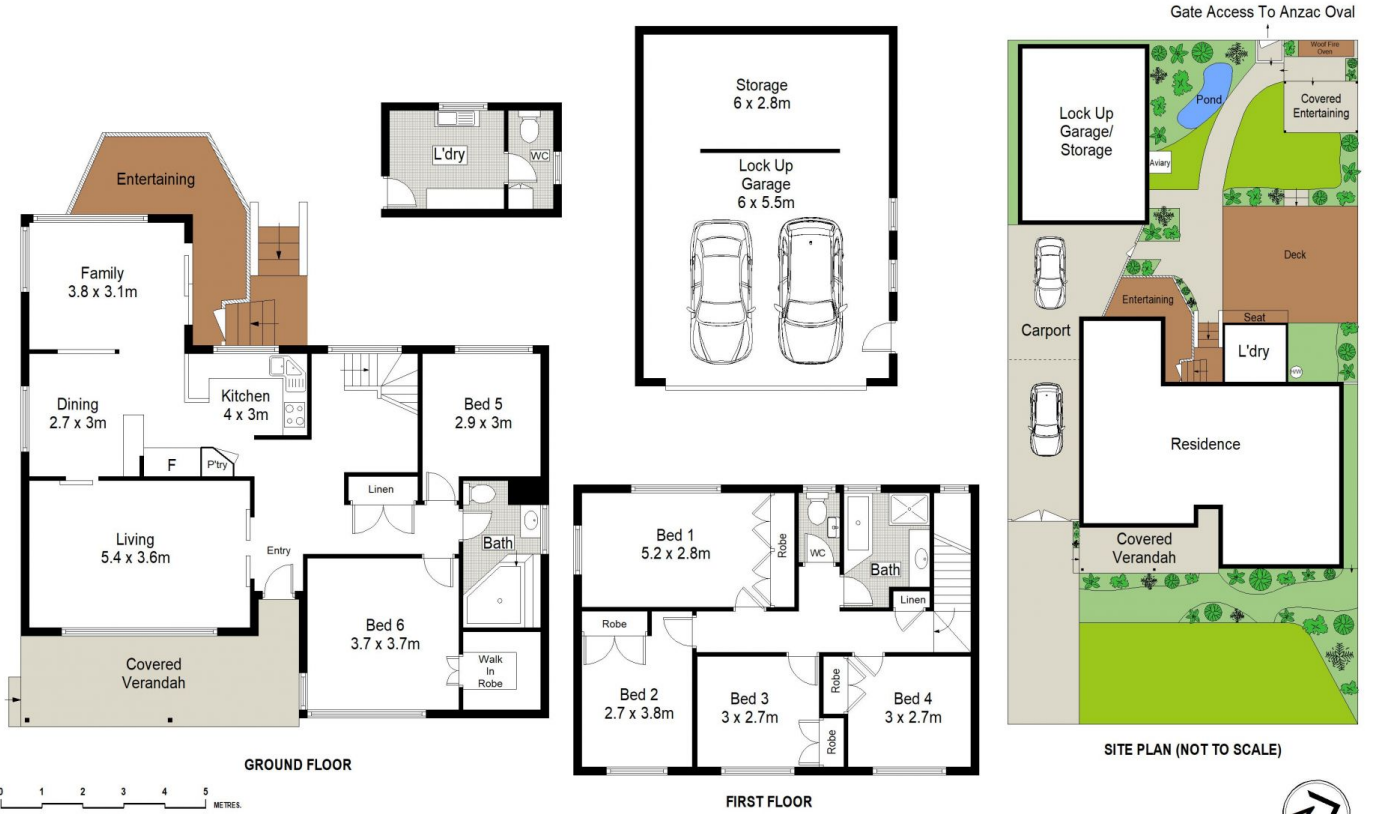 Gate Access To Anzac Oval
Entertaining
Family
3.8 x 3.1m
Dining
2.7 x 3m
Kitchen
4 x 3m
F
P'try
Living
5.4 x 3.6m
Entry
Linen
Bed 5
2.9 x 3m
Bath
Bed 6
3.7 x 3.7m
Walk
In
Robe
Covered
Verandah
GROUND FLOOR
0 1 2 3 4 5
METRES.
L'dry
WC
Storage
6 x 2.8m
Lock Up
Garage
6 x 5.5m
Bed 1
5.2 x 2.8m
Robe
WC
Bath
Linen
Robe
Bed 2
2.7 x 3.8m
Bed 3
3 x 2.7m
Robe
Robe
Bed 4
3 x 2.7m
FIRST FLOOR
Woof Fire
Oven
Lock Up
Garage/
Storage
Pond
Covered
Entertaining
Aviary
Deck
Entertaining
Carport
Seat
L'dry
H/W
Residence
Covered
Verandah
SITE PLAN (NOT TO SCALE)